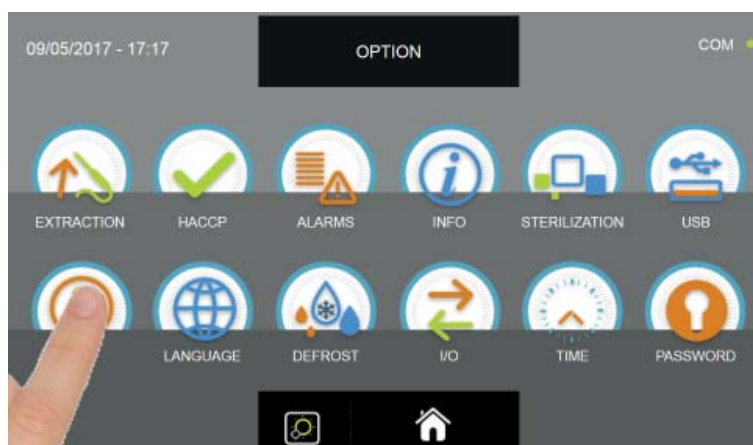 09/05/2017 - 17:17
OPTION
COM
EXTRACTION
HACCP
ALARMS
INFO
STERILIZATION
USB
LANGUAGE
DEFROST
I/O
TIME
PASSWORD